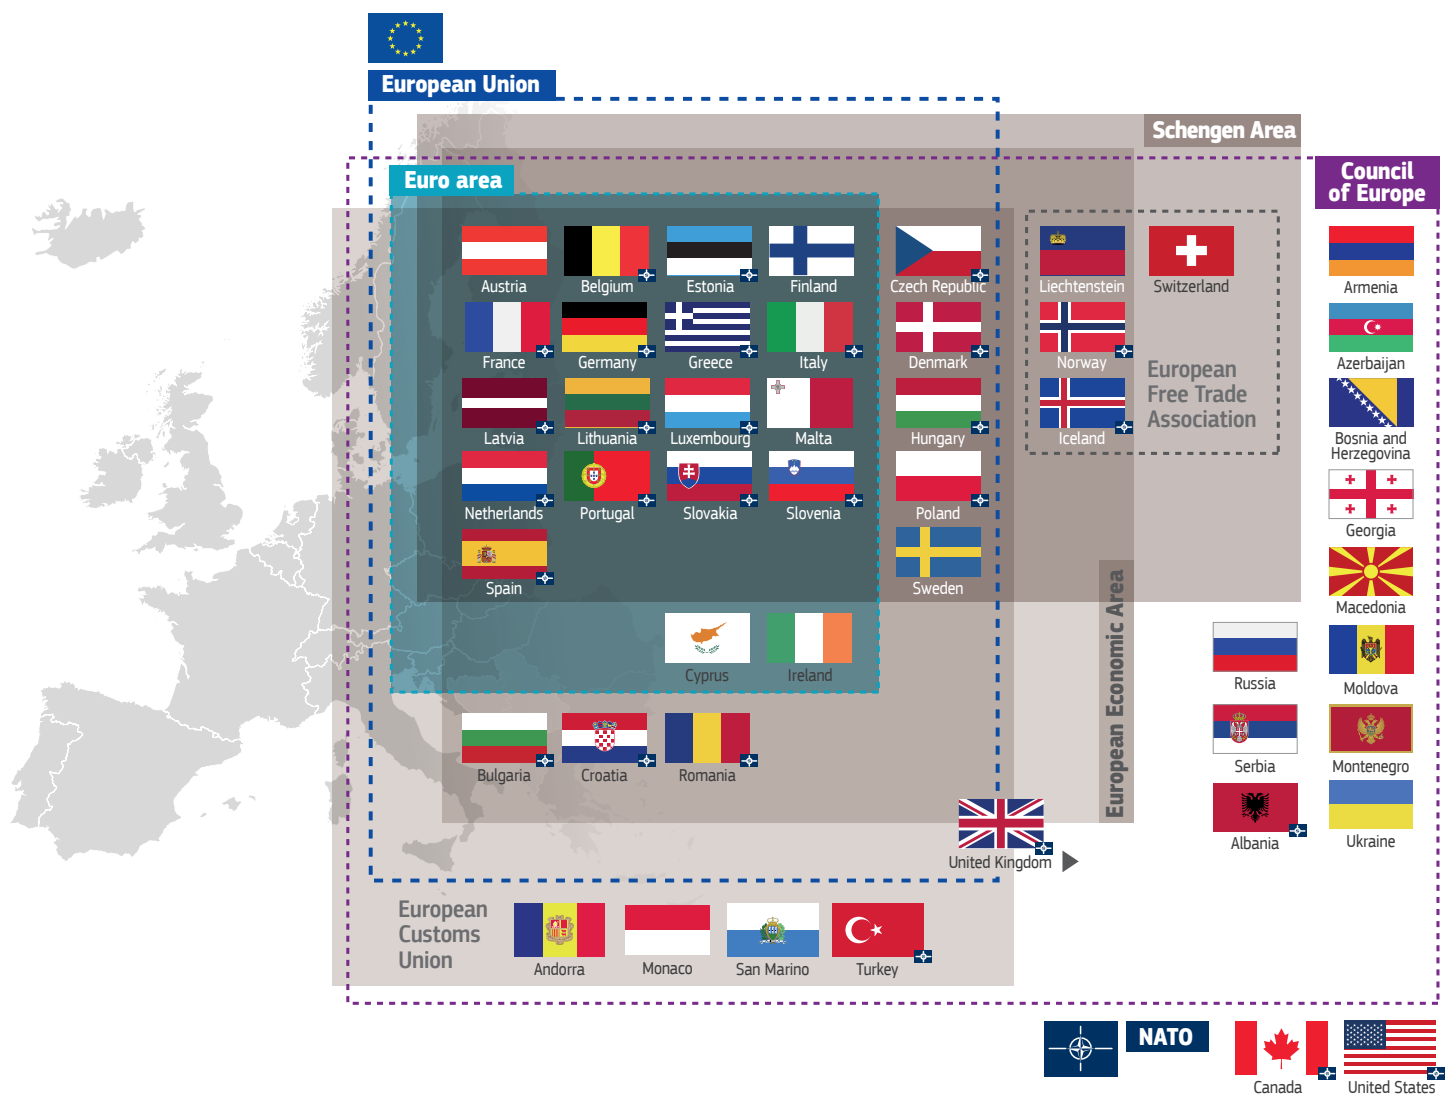 European Union
Schengen Area
Council
of Europe
Euro area
Austria
Belgium
Estonia
Finland
Czech Republic
Liechtenstein
Switzerland
Armenia
France
Germany
Greece
Italy
Denmark
Norway
European
Free Trade
Association
Azerbaijan
Latvia
Lithuania
Luxembourg
Malta
Hungary
Iceland
Bosnia and
Herzegovina
Netherlands
Portugal
Slovakia
Slovenia
Poland
Georgia
Spain
Sweden
European Economic Area
Macedonia
Cyprus
Ireland
Russia
Moldova
Bulgaria
Croatia
Romania
Serbia
Montenegro
United Kingdom
Albania
Ukraine
European
Customs
Union
Andorra
Monaco
San Marino
Turkey
NATO
Canada
United States